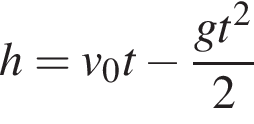 h = v₀t − gt²/2